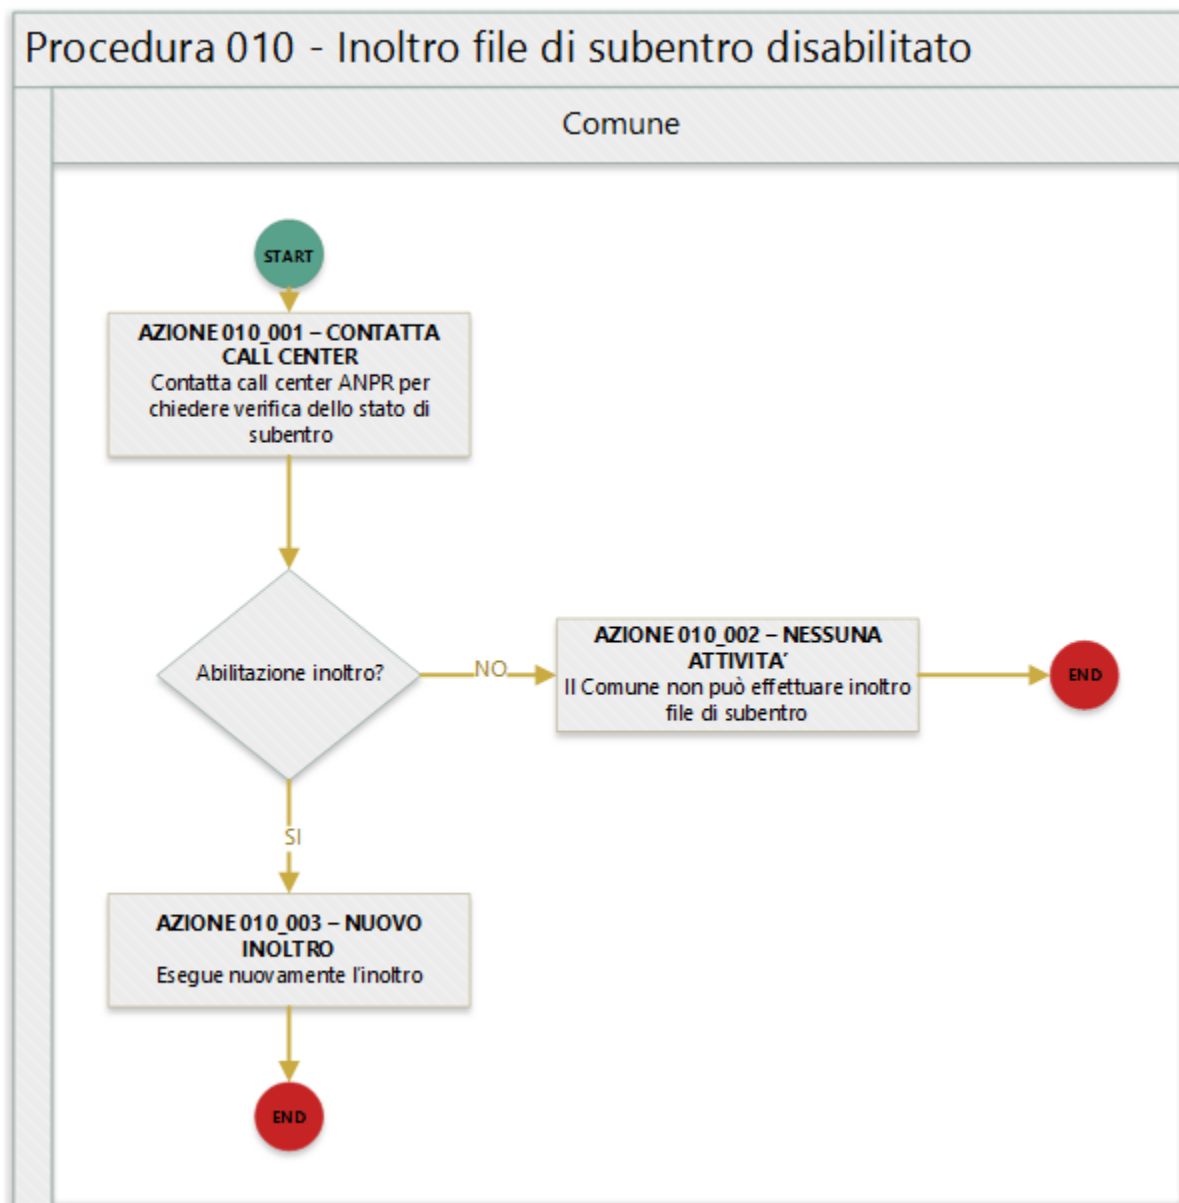 Procedura 010 - Inoltro file di subentro disabilitato
Comune
START
AZIONE 010_001 – CONTATTA
CALL CENTER
Contatta call center ANPR per
chiedere verifica dello stato di
subentro
Abilitazione inoltro?
NO
AZIONE 010_002 – NESSUNA
ATTIVITA’
Il Comune non può effettuare inoltro
file di subentro
END
SI
AZIONE 010_003 – NUOVO
INOLTRO
Esegue nuovamente l’inoltro
END